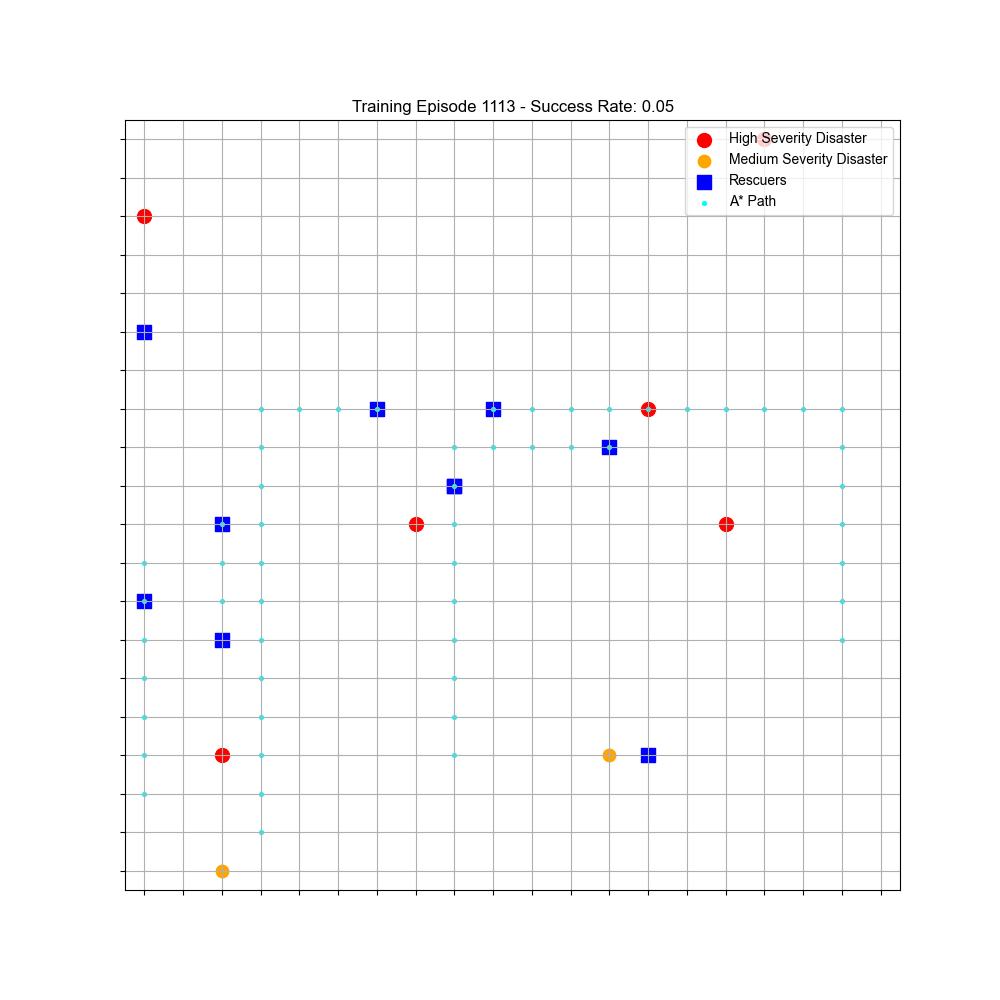 Training Episode 1113 - Success Rate: 0.05
High Severity Disaster
Medium Severity Disaster
Rescuers
A* Path